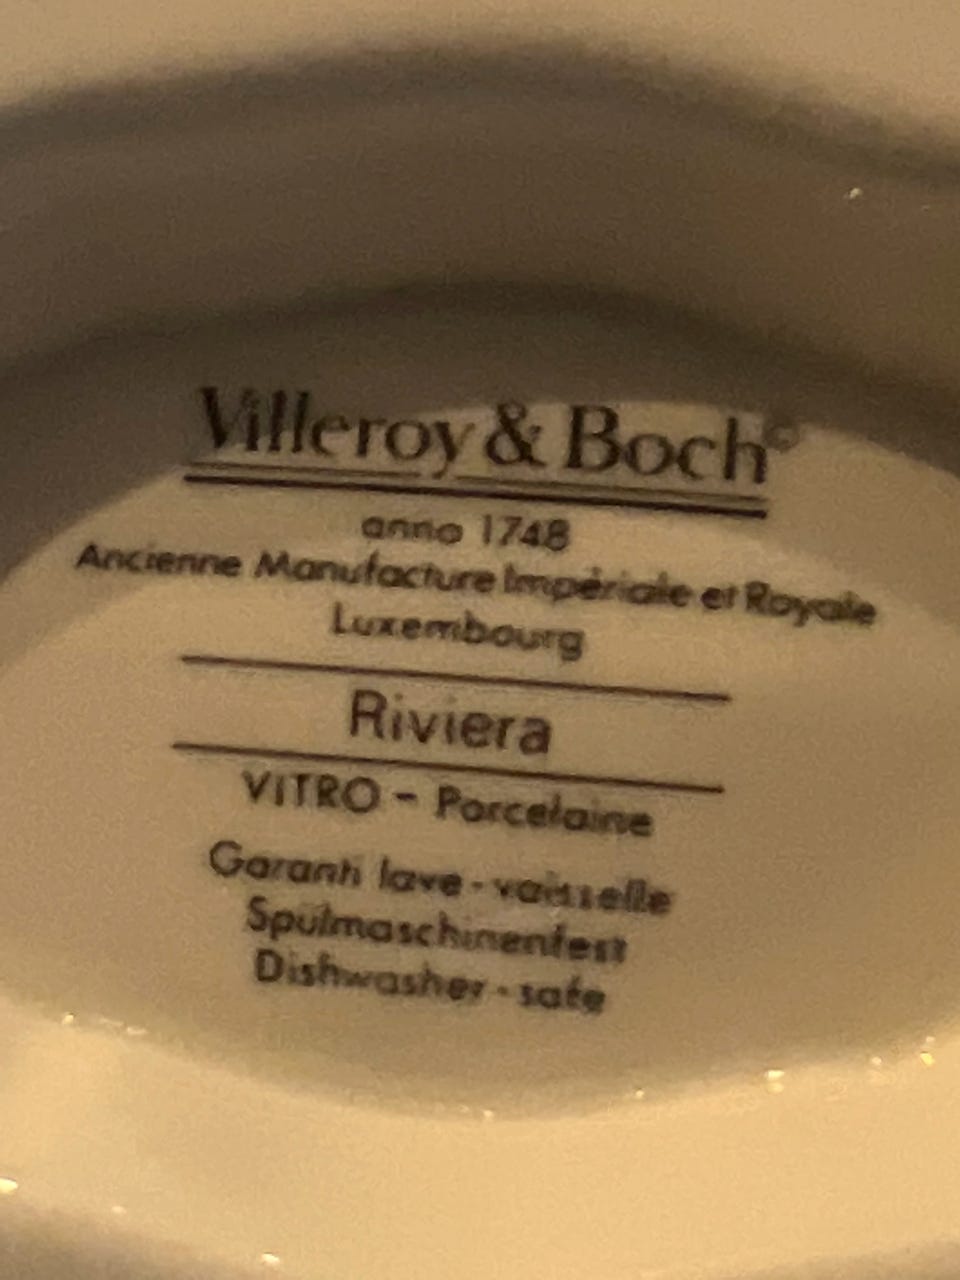 Villeroy & Boch©
anno 1748
Ancienne Manufacture Impériale et Royale
Luxembourg
Riviera
VITRO - Porcelaine
Garanti lave-vaisselle
Spülmaschinenfest
Dishwasher-safe